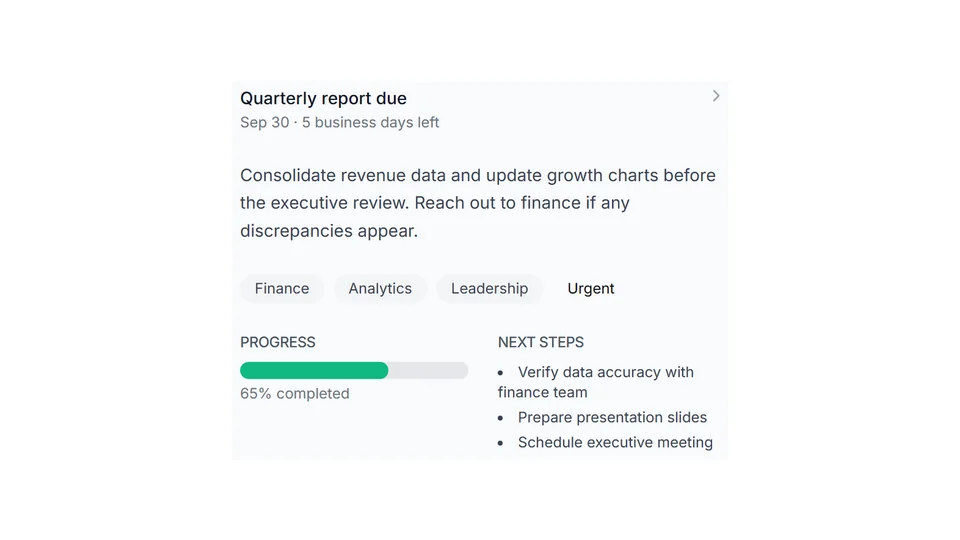 Quarterly report due
Sep 30 · 5 business days left
Consolidate revenue data and update growth charts before
the executive review. Reach out to finance if any
discrepancies appear.
Finance
Analytics
Leadership
Urgent
PROGRESS
65% completed
NEXT STEPS
• Verify data accuracy with
finance team
• Prepare presentation slides
• Schedule executive meeting